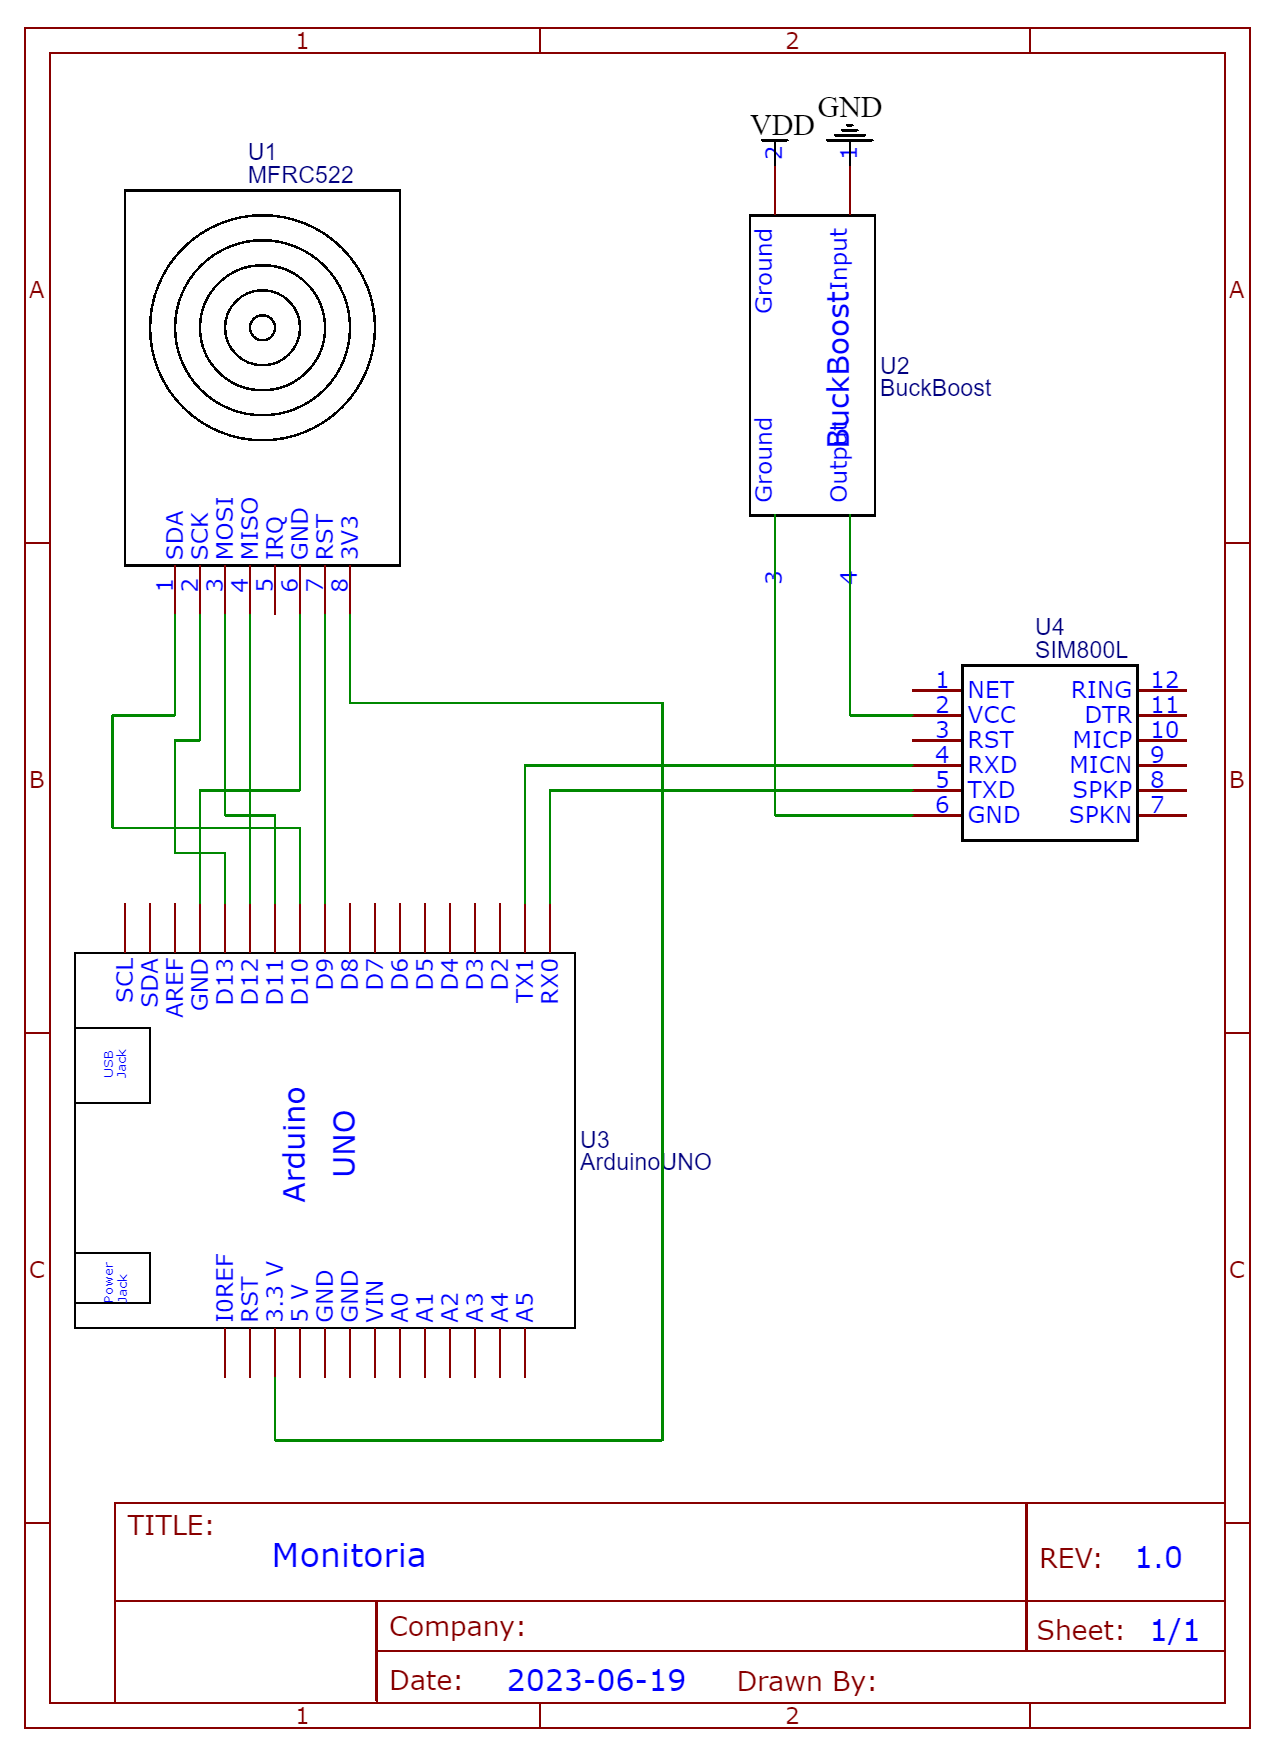 1
2
A
A
B
B
C
C
U1
MFRC522
SDA
SCK
MOSI
MISO
IRQ
GND
RST
3V3
1
2
3
4
5
6
7
8
VDD
GND
2
1
Ground
Input
BuckBoost
Ground
Output
3
4
U2
BuckBoost
U4
SIM800L
1
2
3
4
5
6
NET
VCC
RST
RXD
TXD
GND
RING
DTR
MICP
MICN
SPKP
SPKN
12
11
10
9
8
7
SCL
SDA
AREF
GND
D13
D12
D11
D10
D9
D8
D7
D6
D5
D4
D3
D2
TX1
RX0
USB
Jack
Arduino
UNO
U3
ArduinoUNO
Power
Jack
I0REF
RST
3.3 V
5 V
GND
GND
VIN
A0
A1
A2
A3
A4
A5
TITLE:
Monitoria
REV: 1.0
Company:
Sheet: 1/1
Date: 2023-06-19 Drawn By:
1
2